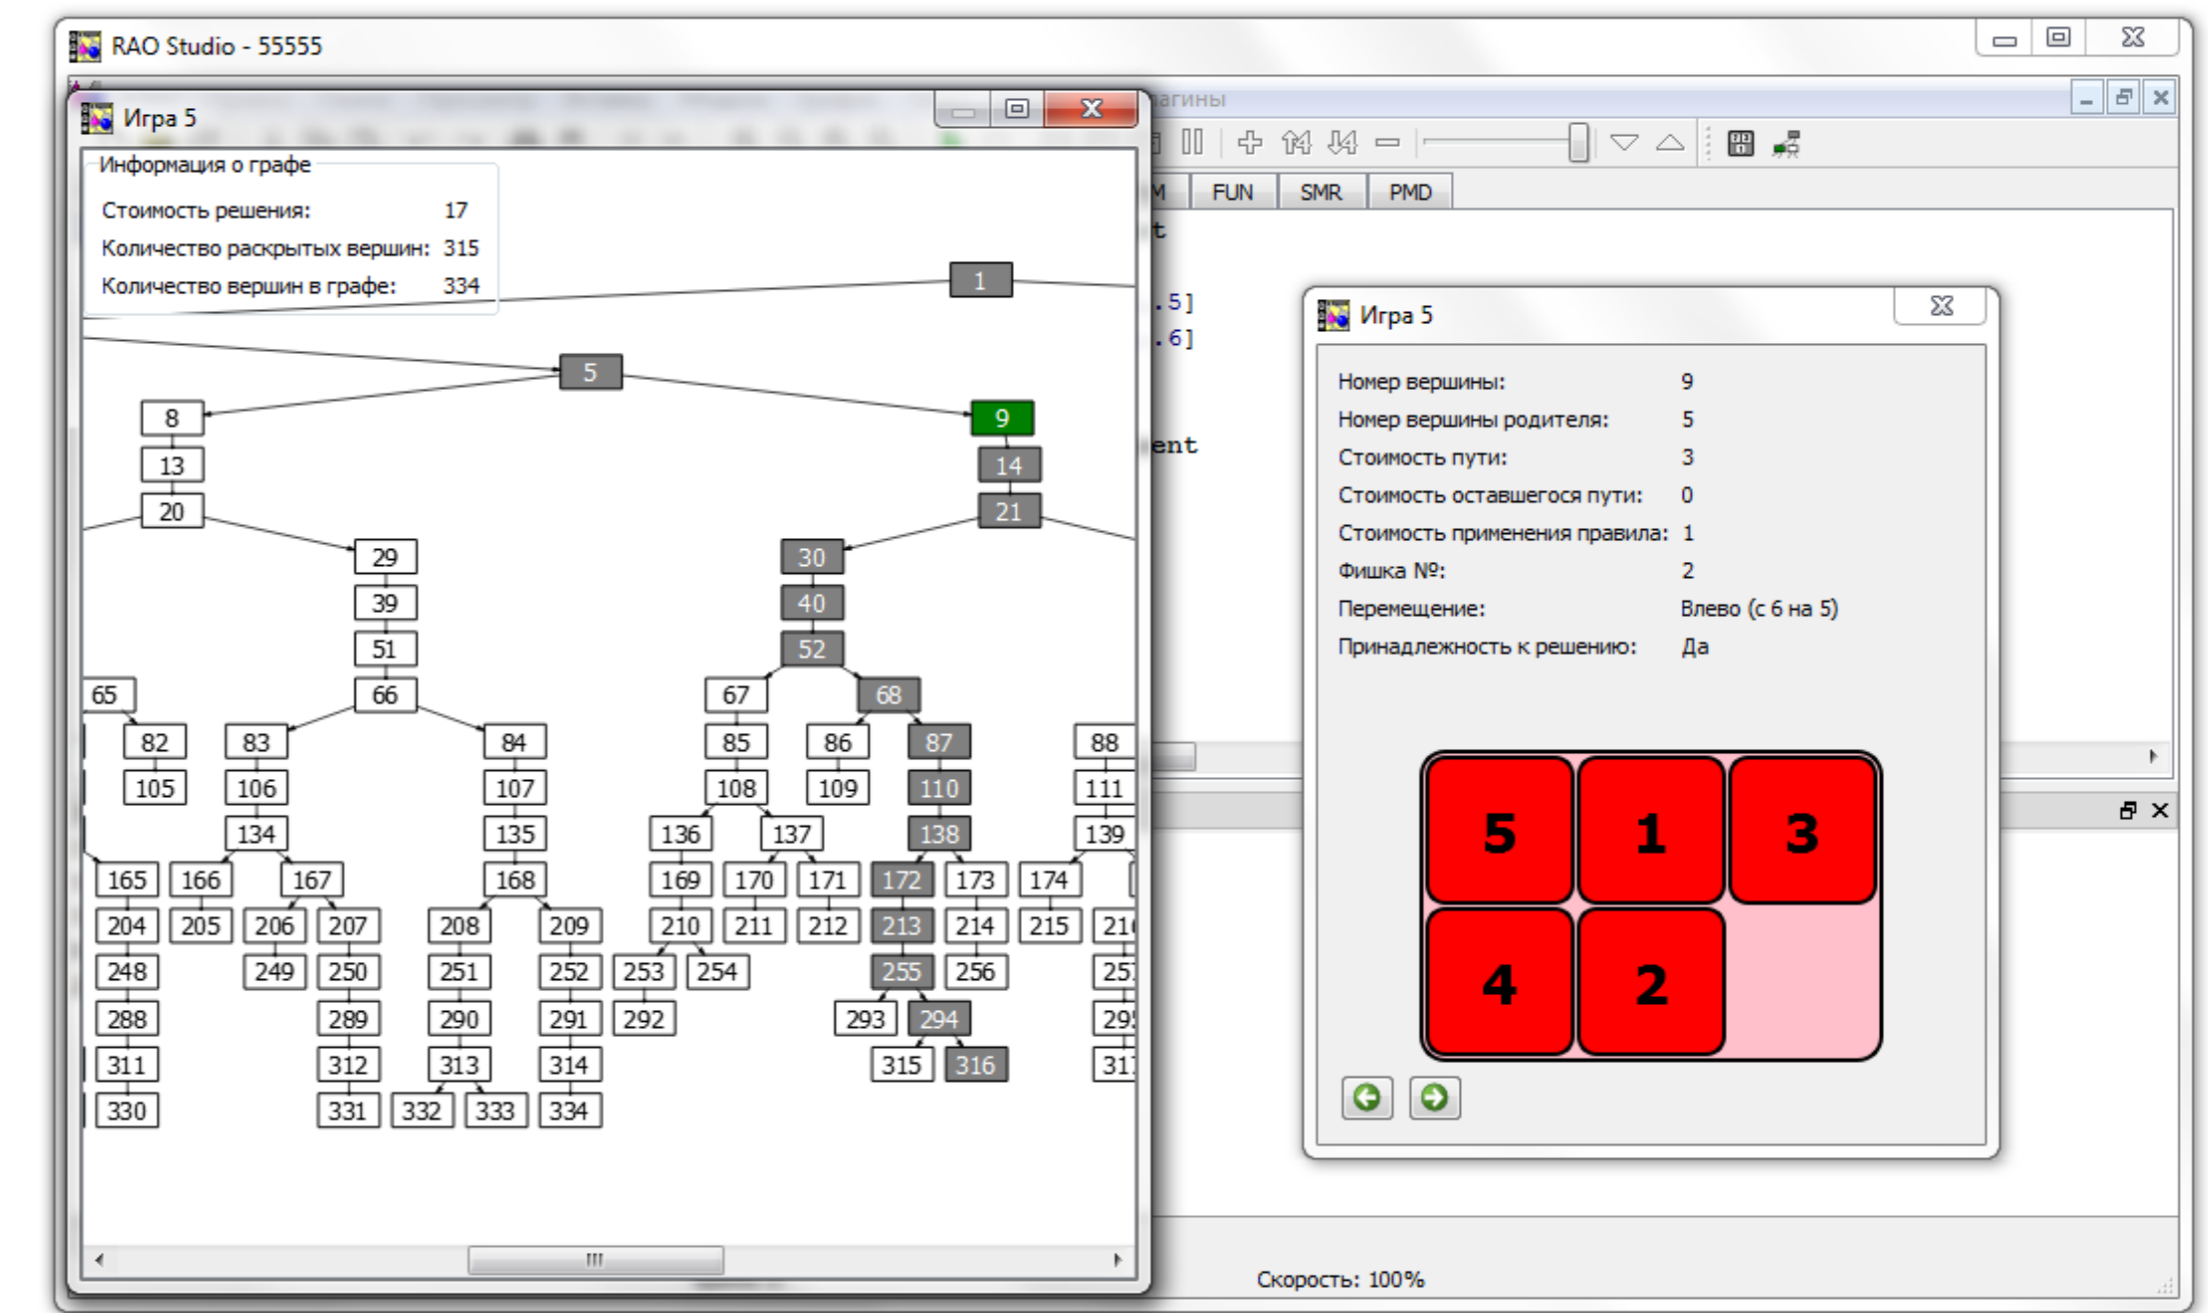 RAO Studio - 55555
Игра 5
Информация о графе
Стоимость решения: 17
Количество раскрытых вершин: 315
Количество вершин в графе: 334
1
5
8 9
13 14
20 21
29 30
39 40
51 52
65 66 67 68
82 83 84 85 86 87 88
105 106 107 108 109 110 111
134 135 136 137 138 139
165 166 167 168 169 170 171 172 173 174
204 205 206 207 208 209 210 211 212 213 214 215
248 249 250 251 252 253 254 255 256
288 289 290 291 292 293 294
311 312 313 314 315 316
330 331 332 333 334
FUN SMR PMD
.5]
.6]
Игра 5
Номер вершины: 9
Номер вершины родителя: 5
Стоимость пути: 3
Стоимость оставшегося пути: 0
Стоимость применения правила: 1
Фишка №: 2
Перемещение: Влево (с 6 на 5)
Принадлежность к решению: Да
5 1 3
4 2
Скорость: 100%